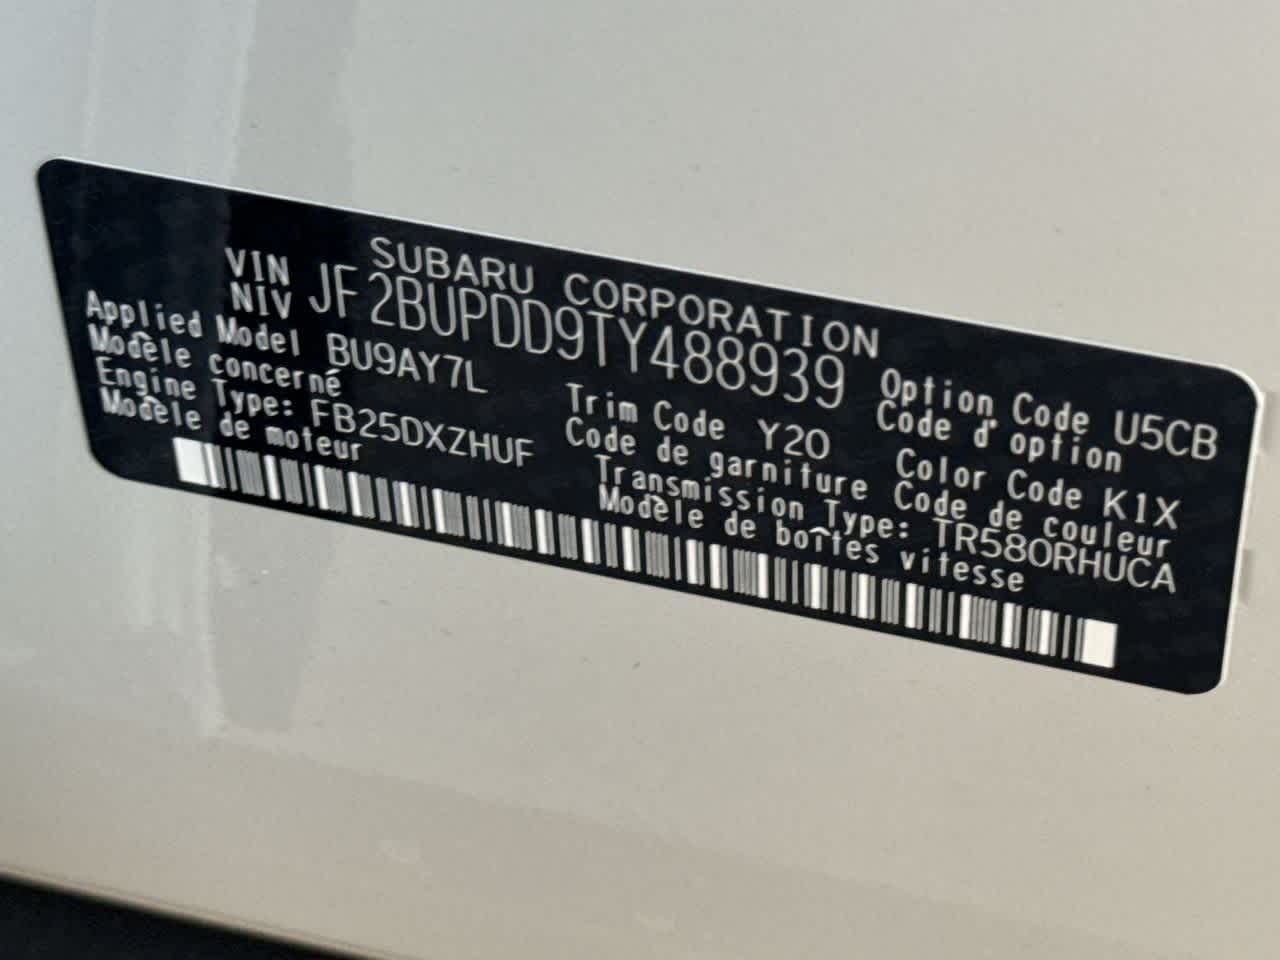 SUBARU CORPORATION
VIN
NIV JF2BUPDD9TY488939
Applied Model BU9AY7L
Modèle concerné
Engine Type: FB25DXZHUF
Modèle de moteur
Trim Code Y20
Code de garniture
Option Code U5CB
Code d'option
Color Code K1X
Code de couleur
Transmission Type: TR580RHUCA
Modèle de boîtes vitesse